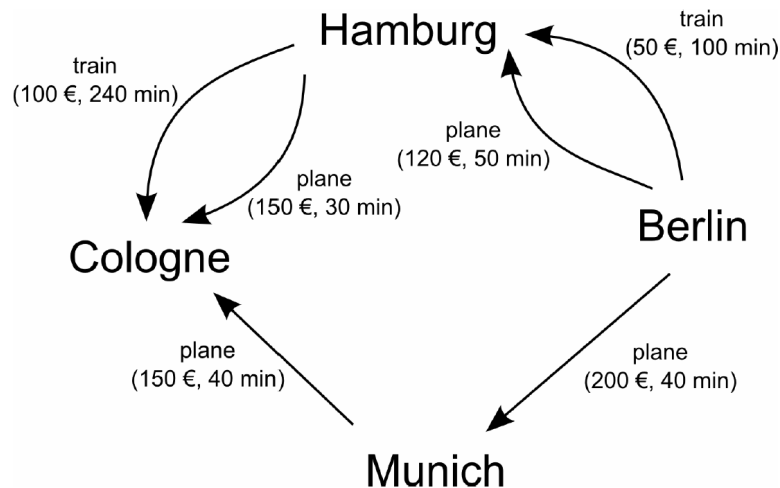 Hamburg
train
(50 €, 100 min)
train
(100 €, 240 min)
plane
(120 €, 50 min)
plane
(150 €, 30 min)
Berlin
Cologne
plane
(150 €, 40 min)
plane
(200 €, 40 min)
Munich